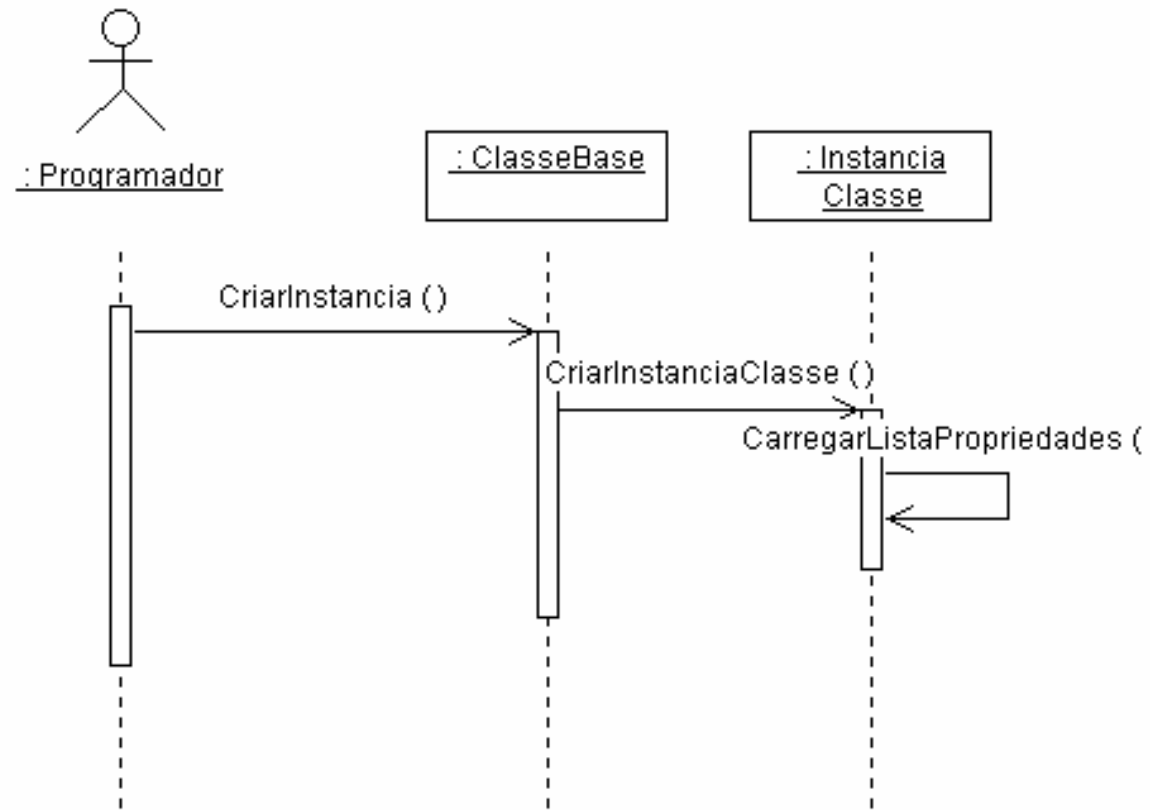 : Programador
: ClasseBase
: Instancia
Classe
CriarInstancia ()
CriarInstanciaClasse ()
CarregarListaPropriedades (